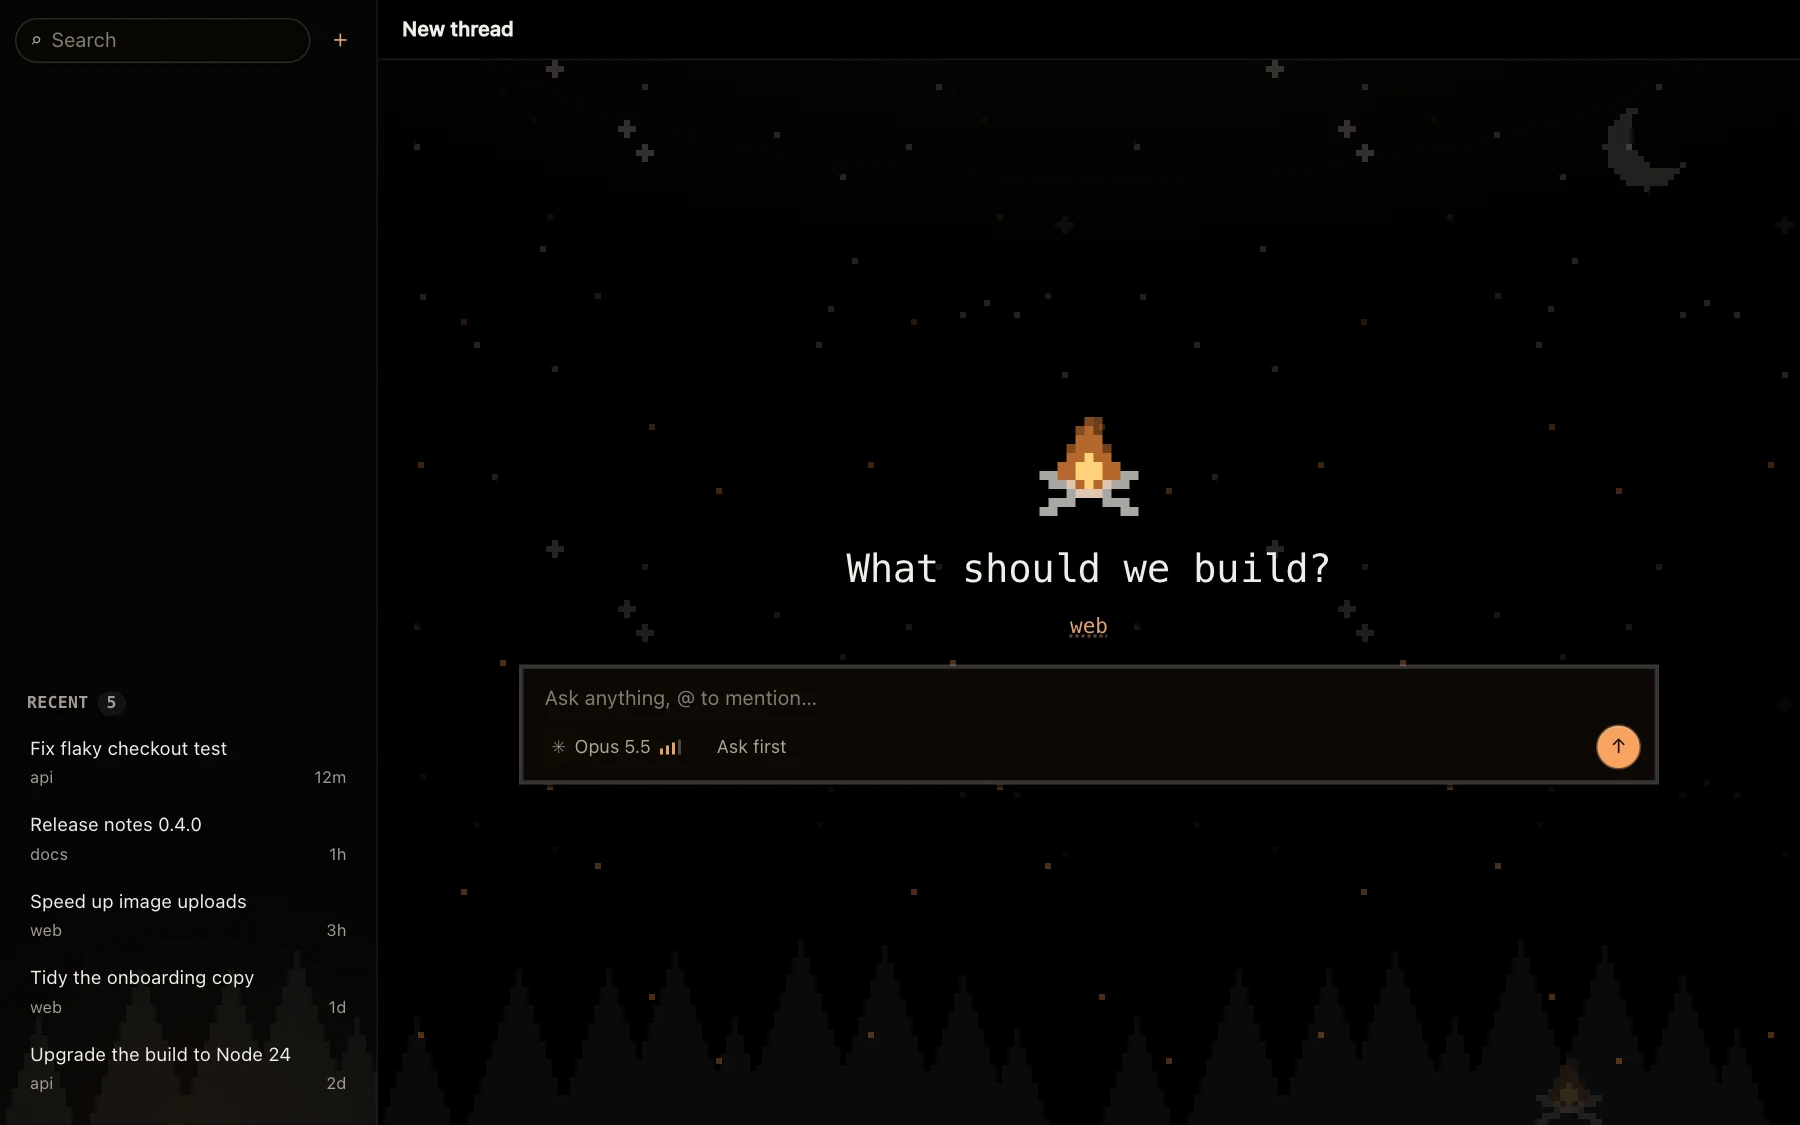 Search
+
New thread
What should we build?
web
Ask anything, @ to mention...
Opus 5.5
Ask first
RECENT 5
Fix flaky checkout test
api 12m
Release notes 0.4.0
docs 1h
Speed up image uploads
web 3h
Tidy the onboarding copy
web 1d
Upgrade the build to Node 24
api 2d